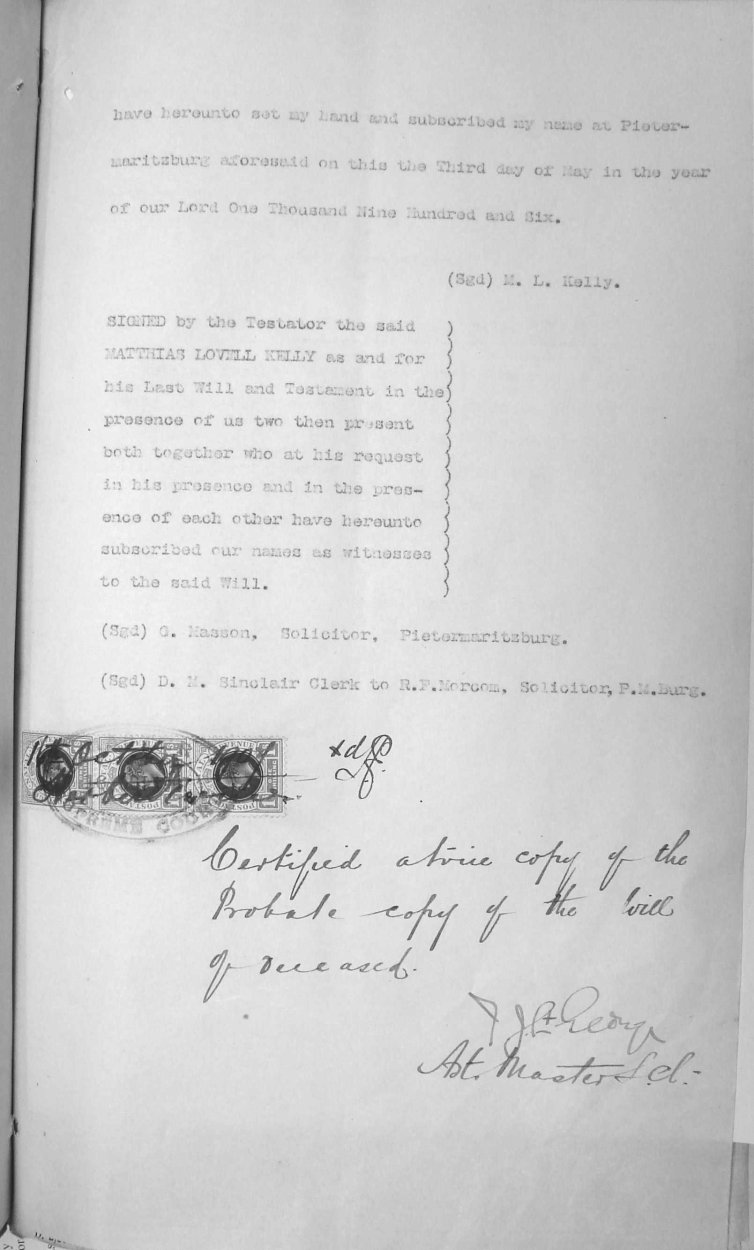 have hereunto set my hand and subscribed my name at Pieter-
maritzburg aforesaid on this the Third day of May in the year
of our Lord One Thousand Nine Hundred and Six.
(Sgd) M. L. Kelly.
SIGNED by the Testator the said
MATTHIAS LOVELL KELLY as and for
his Last Will and Testament in the
presence of us two then present
both together who at his request
in his presence and in the pres-
ence of each other have hereunto
subscribed our names as witnesses
to the said Will.
(Sgd) G. Masson, Solicitor, Pietermaritzburg.
(Sgd) D. M. Sinclair Clerk to R.F.Morcom, Solicitor, P.M.Burg.
SUPREME COURT
Certified a true copy of the
Probate copy of the Will
of deceased.
St George
Ast. Master S.C.